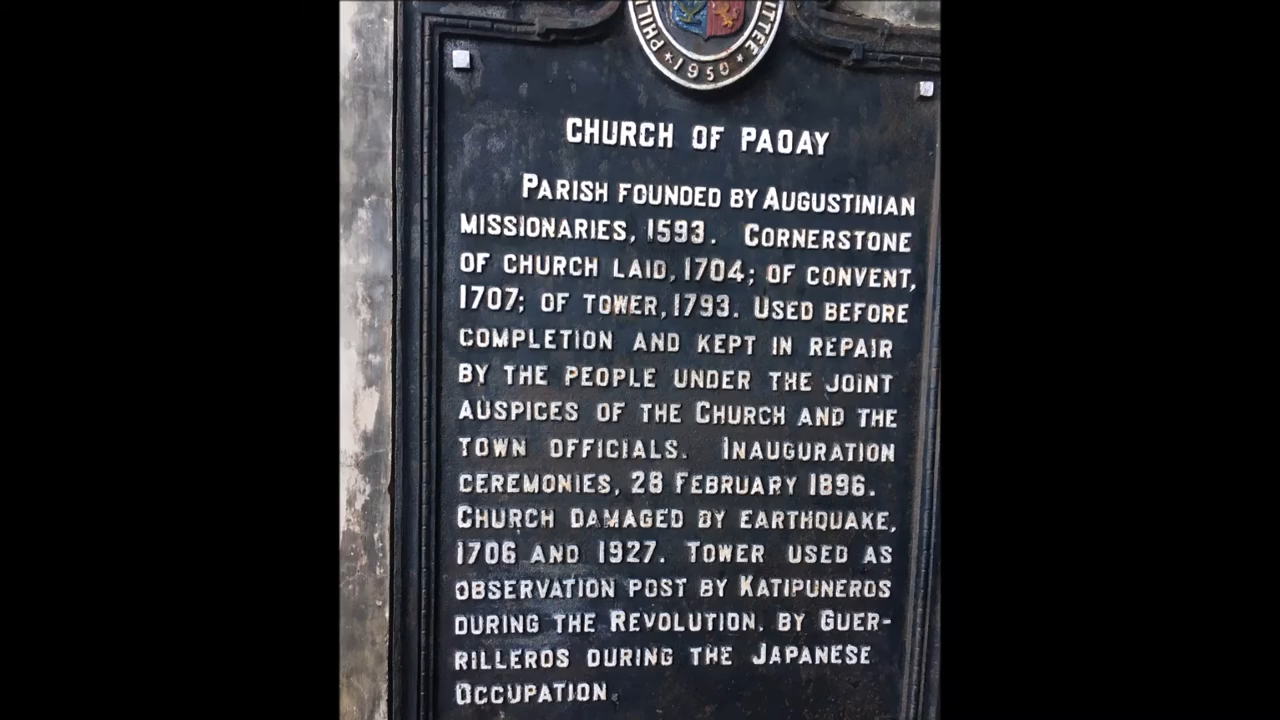 PHILI
ITTEE
★ 1950 ★
CHURCH OF PAOAY
PARISH FOUNDED BY AUGUSTINIAN
MISSIONARIES, 1593. CORNERSTONE
OF CHURCH LAID, 1704; OF CONVENT,
1707; OF TOWER, 1793. USED BEFORE
COMPLETION AND KEPT IN REPAIR
BY THE PEOPLE UNDER THE JOINT
AUSPICES OF THE CHURCH AND THE
TOWN OFFICIALS. INAUGURATION
CEREMONIES, 28 FEBRUARY 1896.
CHURCH DAMAGED BY EARTHQUAKE,
1706 AND 1927. TOWER USED AS
OBSERVATION POST BY KATIPUNEROS
DURING THE REVOLUTION, BY GUER-
RILLEROS DURING THE JAPANESE
OCCUPATION.